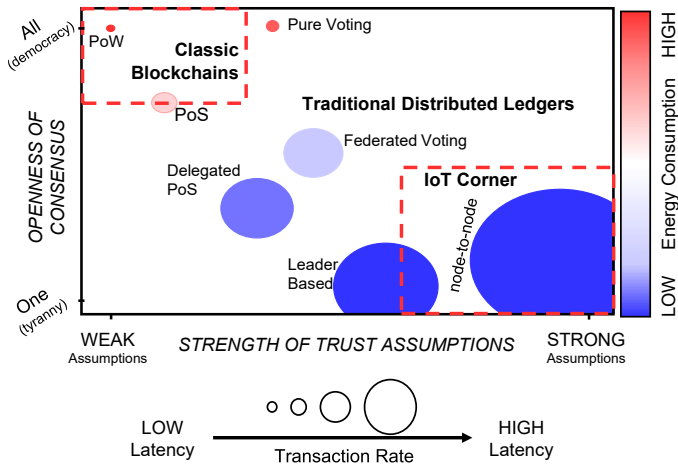 All
(democracy)
PoW
Pure Voting
Classic
Blockchains
PoS
Traditional Distributed Ledgers
Federated Voting
Delegated
PoS
IoT Corner
node-to-node
Leader
Based
One
(tyranny)
OPENNESS OF
CONSENSUS
WEAK
Assumptions
STRENGTH OF TRUST ASSUMPTIONS
STRONG
Assumptions
HIGH
Energy Consumption
LOW
LOW
Latency
Transaction Rate
HIGH
Latency